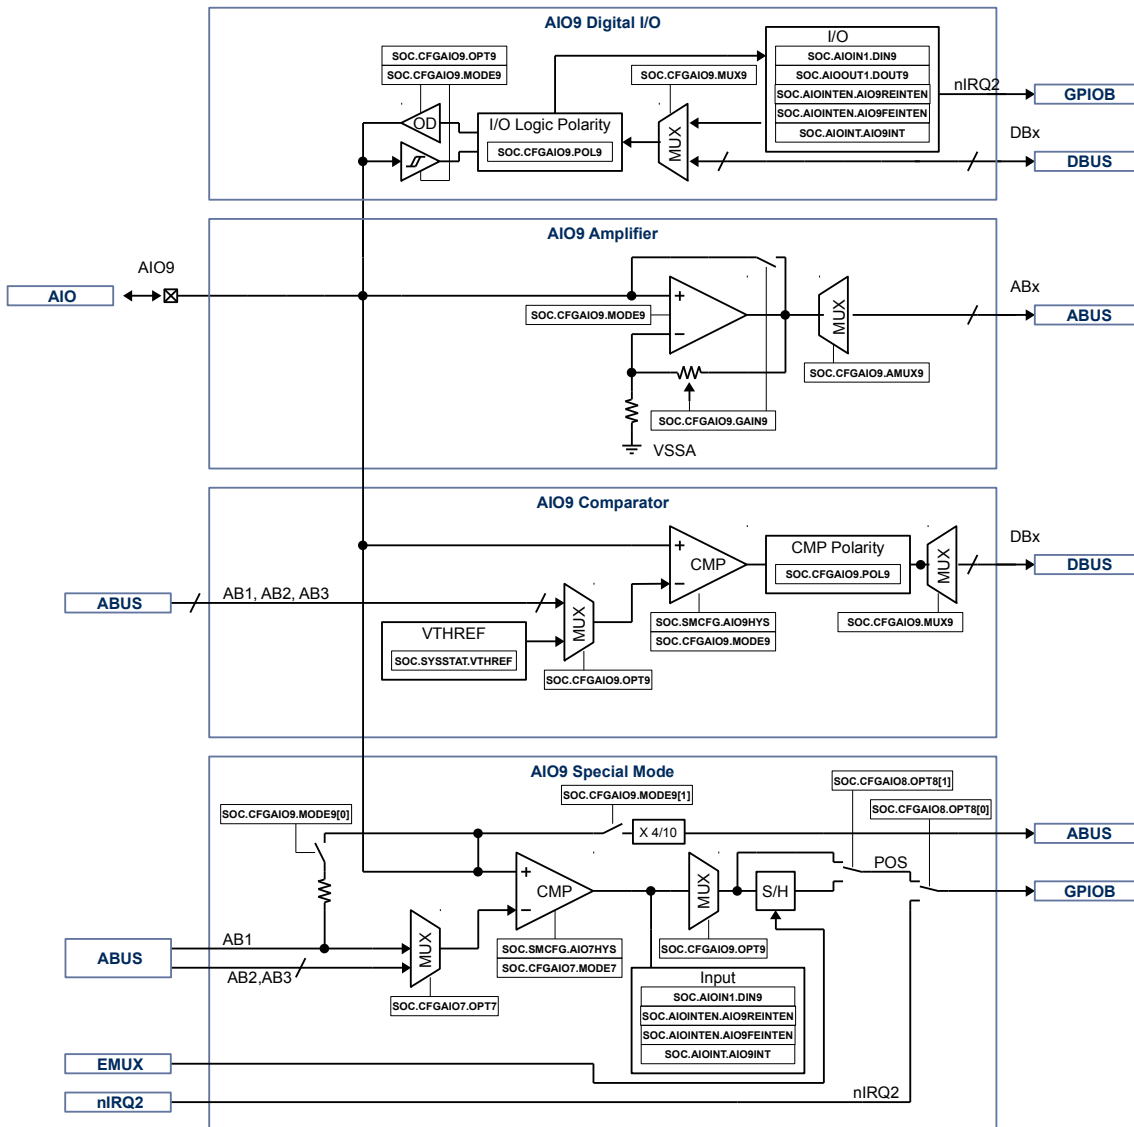 AIO9 Digital I/O
SOC.CFGAIO9.OPT9
SOC.CFGAIO9.MODE9
SOC.CFGAIO9.MUX9
I/O
SOC.AIOIN1.DIN9
SOC.AIOOUT1.DOUT9
SOC.AIOINTEN.AIO9REINTEN
SOC.AIOINTEN.AIO9FEINTEN
SOC.AIOINT.AIO9INT
nIRQ2
GPIOB
OD
I/O Logic Polarity
SOC.CFGAIO9.POL9
MUX
DBx
DBUS
AIO9 Amplifier
AIO9
AIO
SOC.CFGAIO9.MODE9
+
−
MUX
ABx
ABUS
SOC.CFGAIO9.AMUX9
SOC.CFGAIO9.GAIN9
VSSA
AIO9 Comparator
+
−
CMP
CMP Polarity
SOC.CFGAIO9.POL9
MUX
DBx
DBUS
ABUS
AB1, AB2, AB3
MUX
VTHREF
SOC.SYSSTAT.VTHREF
SOC.SMCFG.AIO9HYS
SOC.CFGAIO9.MODE9
SOC.CFGAIO9.MUX9
SOC.CFGAIO9.OPT9
AIO9 Special Mode
SOC.CFGAIO9.MODE9[0]
SOC.CFGAIO9.MODE9[1]
SOC.CFGAIO8.OPT8[1]
SOC.CFGAIO8.OPT8[0]
X 4/10
ABUS
+
−
CMP
MUX
S/H
POS
GPIOB
ABUS
AB1
AB2,AB3
MUX
SOC.SMCFG.AIO7HYS
SOC.CFGAIO7.MODE7
SOC.CFGAIO9.OPT9
SOC.CFGAIO7.OPT7
Input
SOC.AIOIN1.DIN9
SOC.AIOINTEN.AIO9REINTEN
SOC.AIOINTEN.AIO9FEINTEN
SOC.AIOINT.AIO9INT
EMUX
nIRQ2
nIRQ2